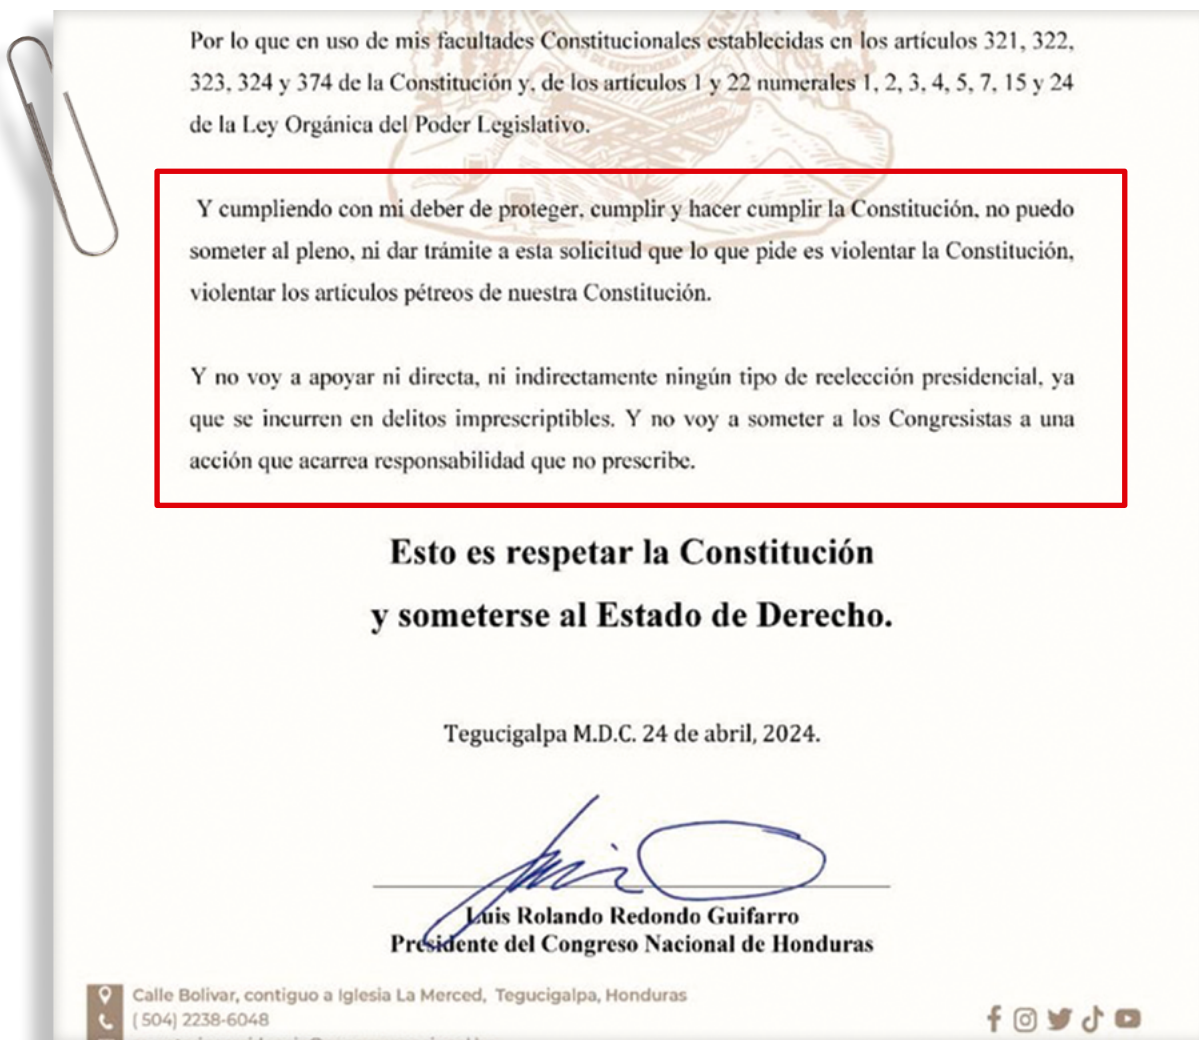 Por lo que en uso de mis facultades Constitucionales establecidas en los artículos 321, 322,
323, 324 y 374 de la Constitución y, de los artículos 1 y 22 numerales 1, 2, 3, 4, 5, 7, 15 y 24
de la Ley Orgánica del Poder Legislativo.
Y cumpliendo con mi deber de proteger, cumplir y hacer cumplir la Constitución, no puedo
someter al pleno, ni dar trámite a esta solicitud que lo que pide es violentar la Constitución,
violentar los artículos pétreos de nuestra Constitución.
Y no voy a apoyar ni directa, ni indirectamente ningún tipo de reelección presidencial, ya
que se incurren en delitos imprescriptibles. Y no voy a someter a los Congresistas a una
acción que acarrea responsabilidad que no prescribe.
Esto es respetar la Constitución
y someterse al Estado de Derecho.
Tegucigalpa M.D.C. 24 de abril, 2024.
Luis Rolando Redondo Guifarro
Presidente del Congreso Nacional de Honduras
Calle Bolivar, contiguo a Iglesia La Merced, Tegucigalpa, Honduras
(504) 2238-6048